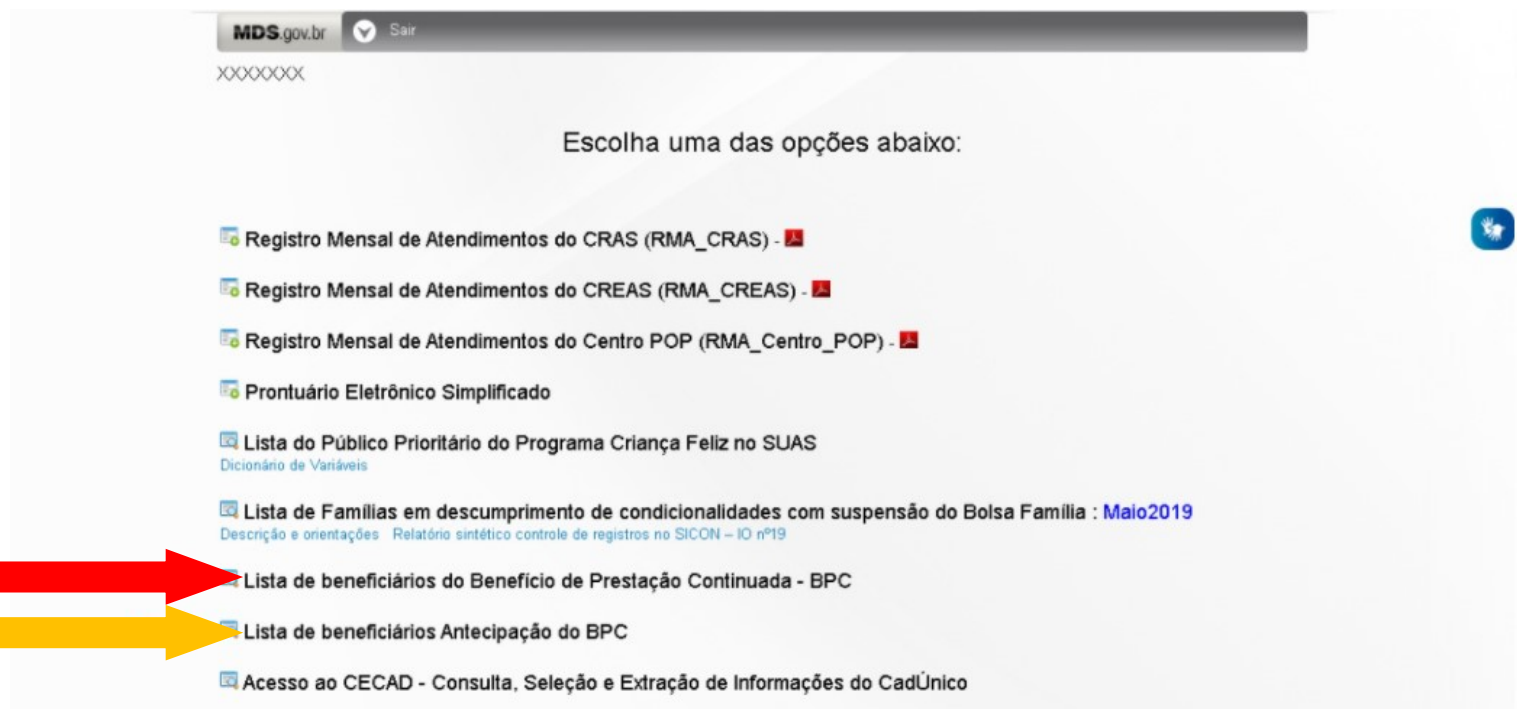 MDS.gov.br Sair
XXXXXXX
Escolha uma das opções abaixo:
Registro Mensal de Atendimentos do CRAS (RMA_CRAS) -
Registro Mensal de Atendimentos do CREAS (RMA_CREAS) -
Registro Mensal de Atendimentos do Centro POP (RMA_Centro_POP) -
Prontuário Eletrônico Simplificado
Lista do Público Prioritário do Programa Criança Feliz no SUAS
Dicionário de Variáveis
Lista de Famílias em descumprimento de condicionalidades com suspensão do Bolsa Família : Maio2019
Descrição e orientações Relatório sintético controle de registros no SICON – IO nº19
Lista de beneficiários do Benefício de Prestação Continuada - BPC
Lista de beneficiários Antecipação do BPC
Acesso ao CECAD - Consulta, Seleção e Extração de Informações do CadÚnico